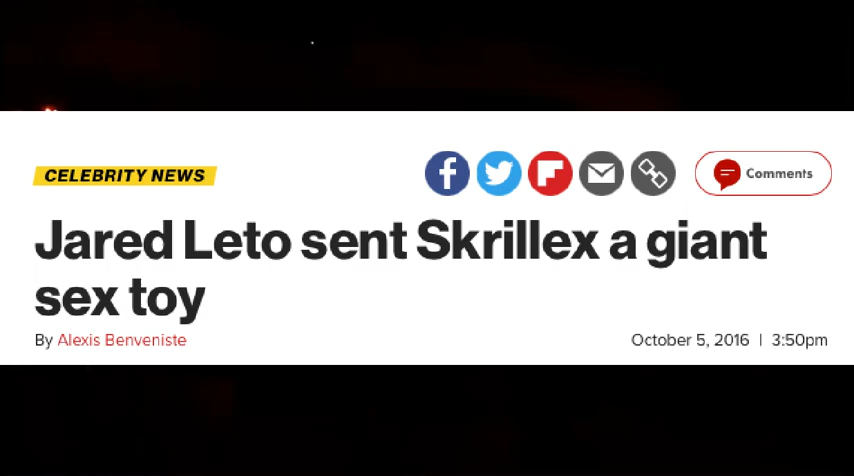 CELEBRITY NEWS
Comments
Jared Leto sent Skrillex a giant
sex toy
By Alexis Benveniste
October 5, 2016 | 3:50pm